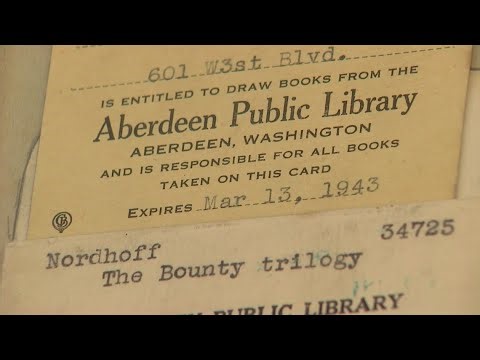 601 W3st Blvd.
IS ENTITLED TO DRAW BOOKS FROM THE
Aberdeen Public Library
ABERDEEN, WASHINGTON
AND IS RESPONSIBLE FOR ALL BOOKS
TAKEN ON THIS CARD
EXPIRES Mar 13, 1943
Nordhoff 34725
The Bounty trilogy
PUBLIC LIBRARY